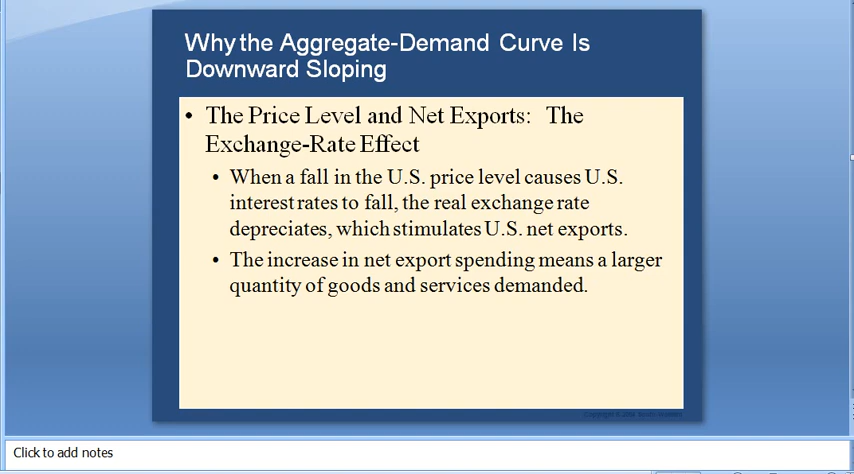 Why the Aggregate-Demand Curve Is
Downward Sloping
• The Price Level and Net Exports: The
Exchange-Rate Effect
• When a fall in the U.S. price level causes U.S.
interest rates to fall, the real exchange rate
depreciates, which stimulates U.S. net exports.
• The increase in net export spending means a larger
quantity of goods and services demanded.
Copyright ©
Click to add notes